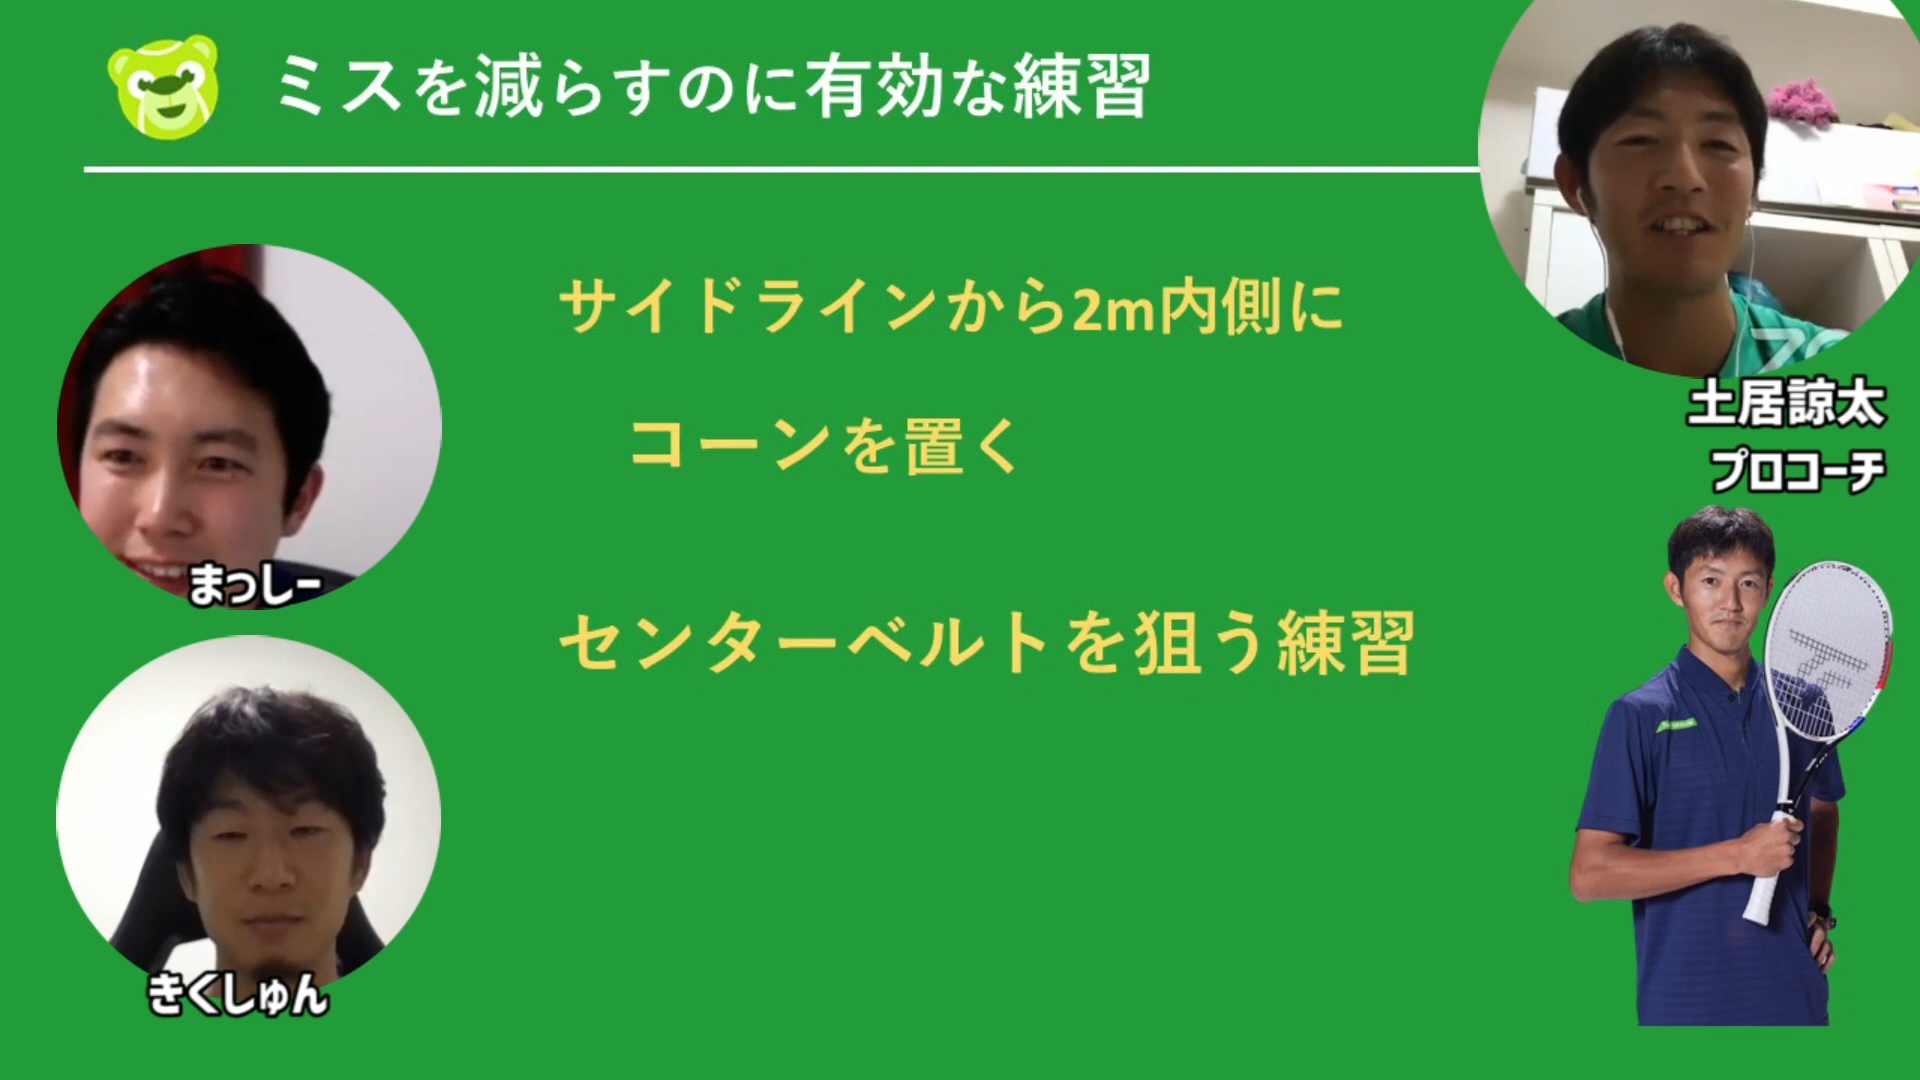 ミスを減らすのに有効な練習
サイドラインから2m内側に
コーンを置く
センターベルトを狙う練習
土居諒太
プロコーチ
まっしー
きくしゅん